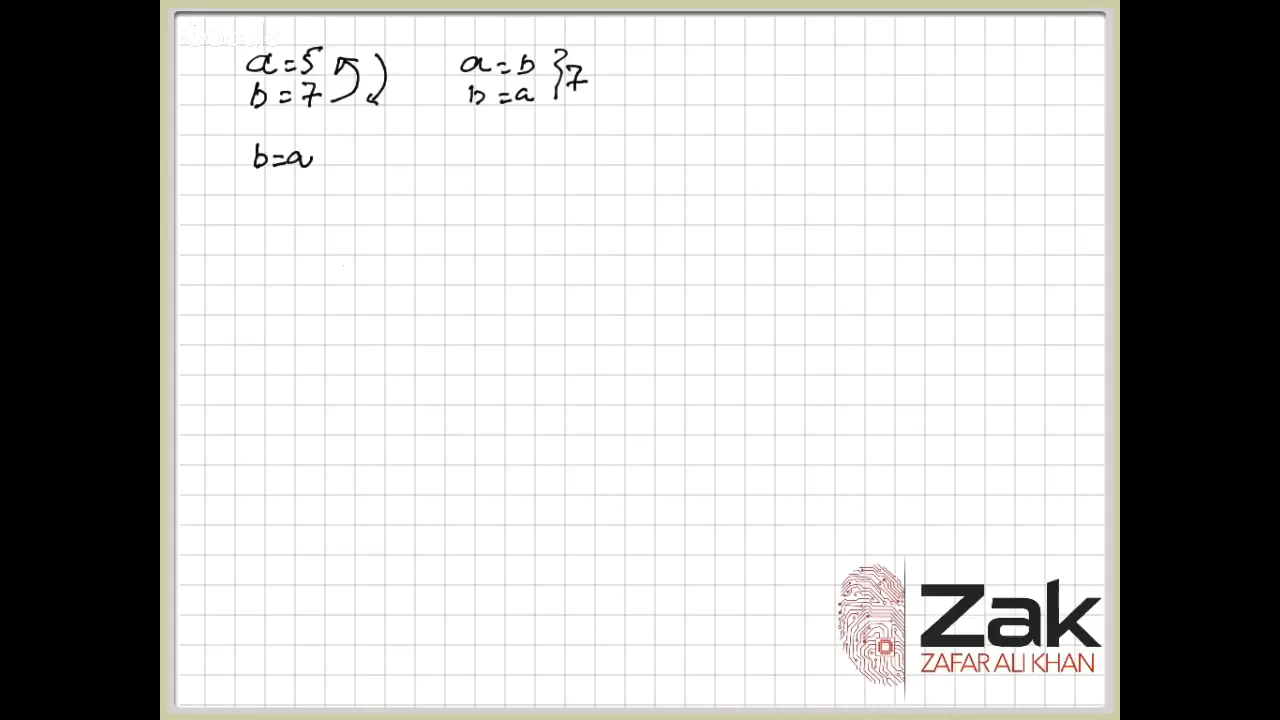 a=5
b=7
a=b
b=a
}7
b=a
Zak
ZAFAR ALI KHAN